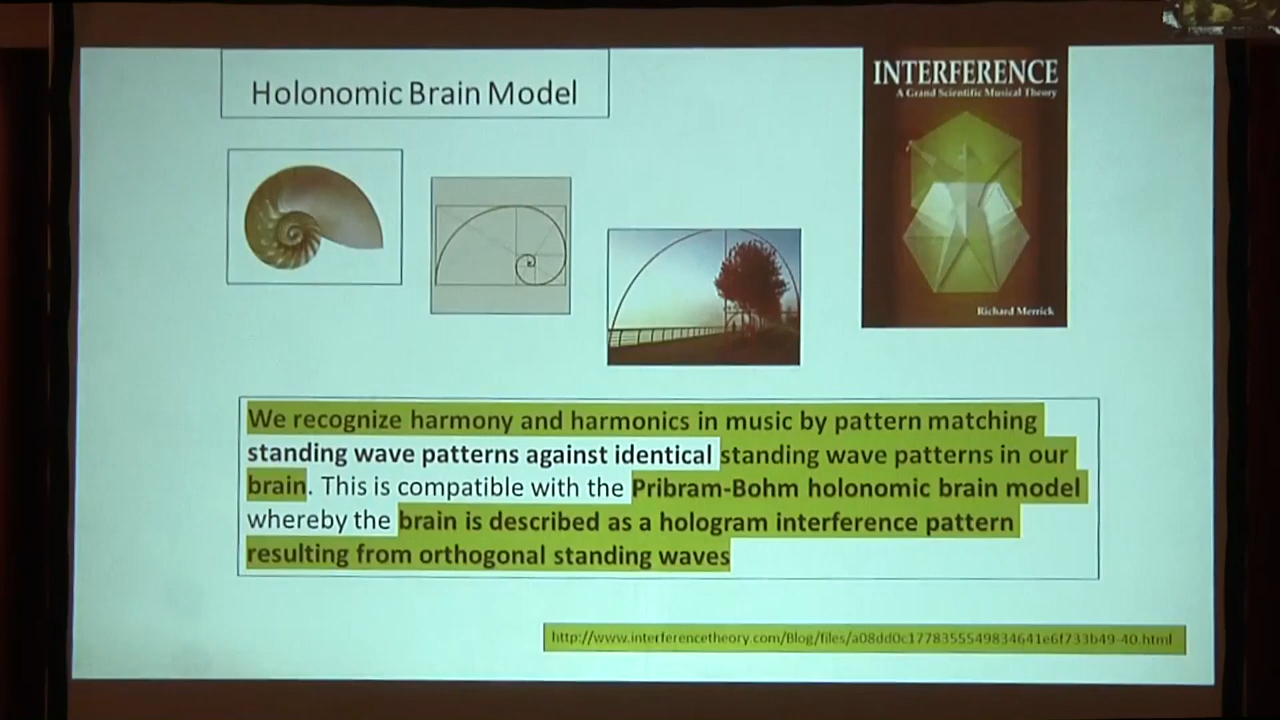 Holonomic Brain Model
INTERFERENCE
A Grand Scientific Musical Theory
Richard Merrick
We recognize harmony and harmonics in music by pattern matching
standing wave patterns against identical standing wave patterns in our
brain. This is compatible with the Pribram-Bohm holonomic brain model
whereby the brain is described as a hologram interference pattern
resulting from orthogonal standing waves
http://www.interferencetheory.com/Blog/files/a08dd0c1778355549834641e6f733b49-40.html